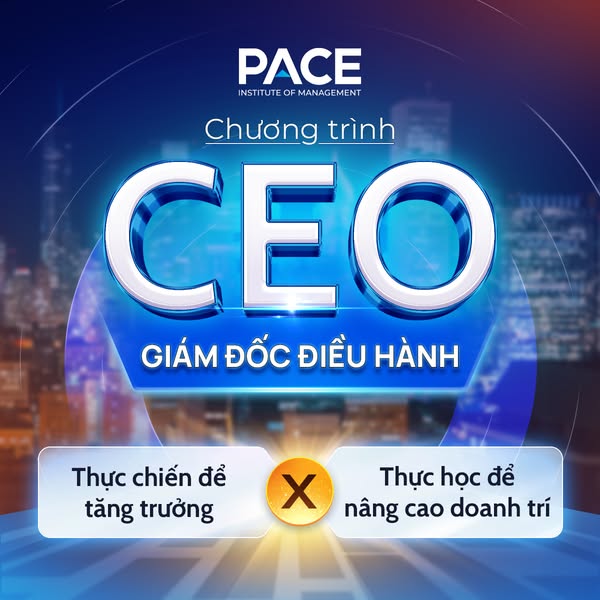 PACE
INSTITUTE OF MANAGEMENT
Chương trình
CEO
GIÁM ĐỐC ĐIỀU HÀNH
Thực chiến để
tăng trưởng
X
Thực học để
nâng cao doanh trí